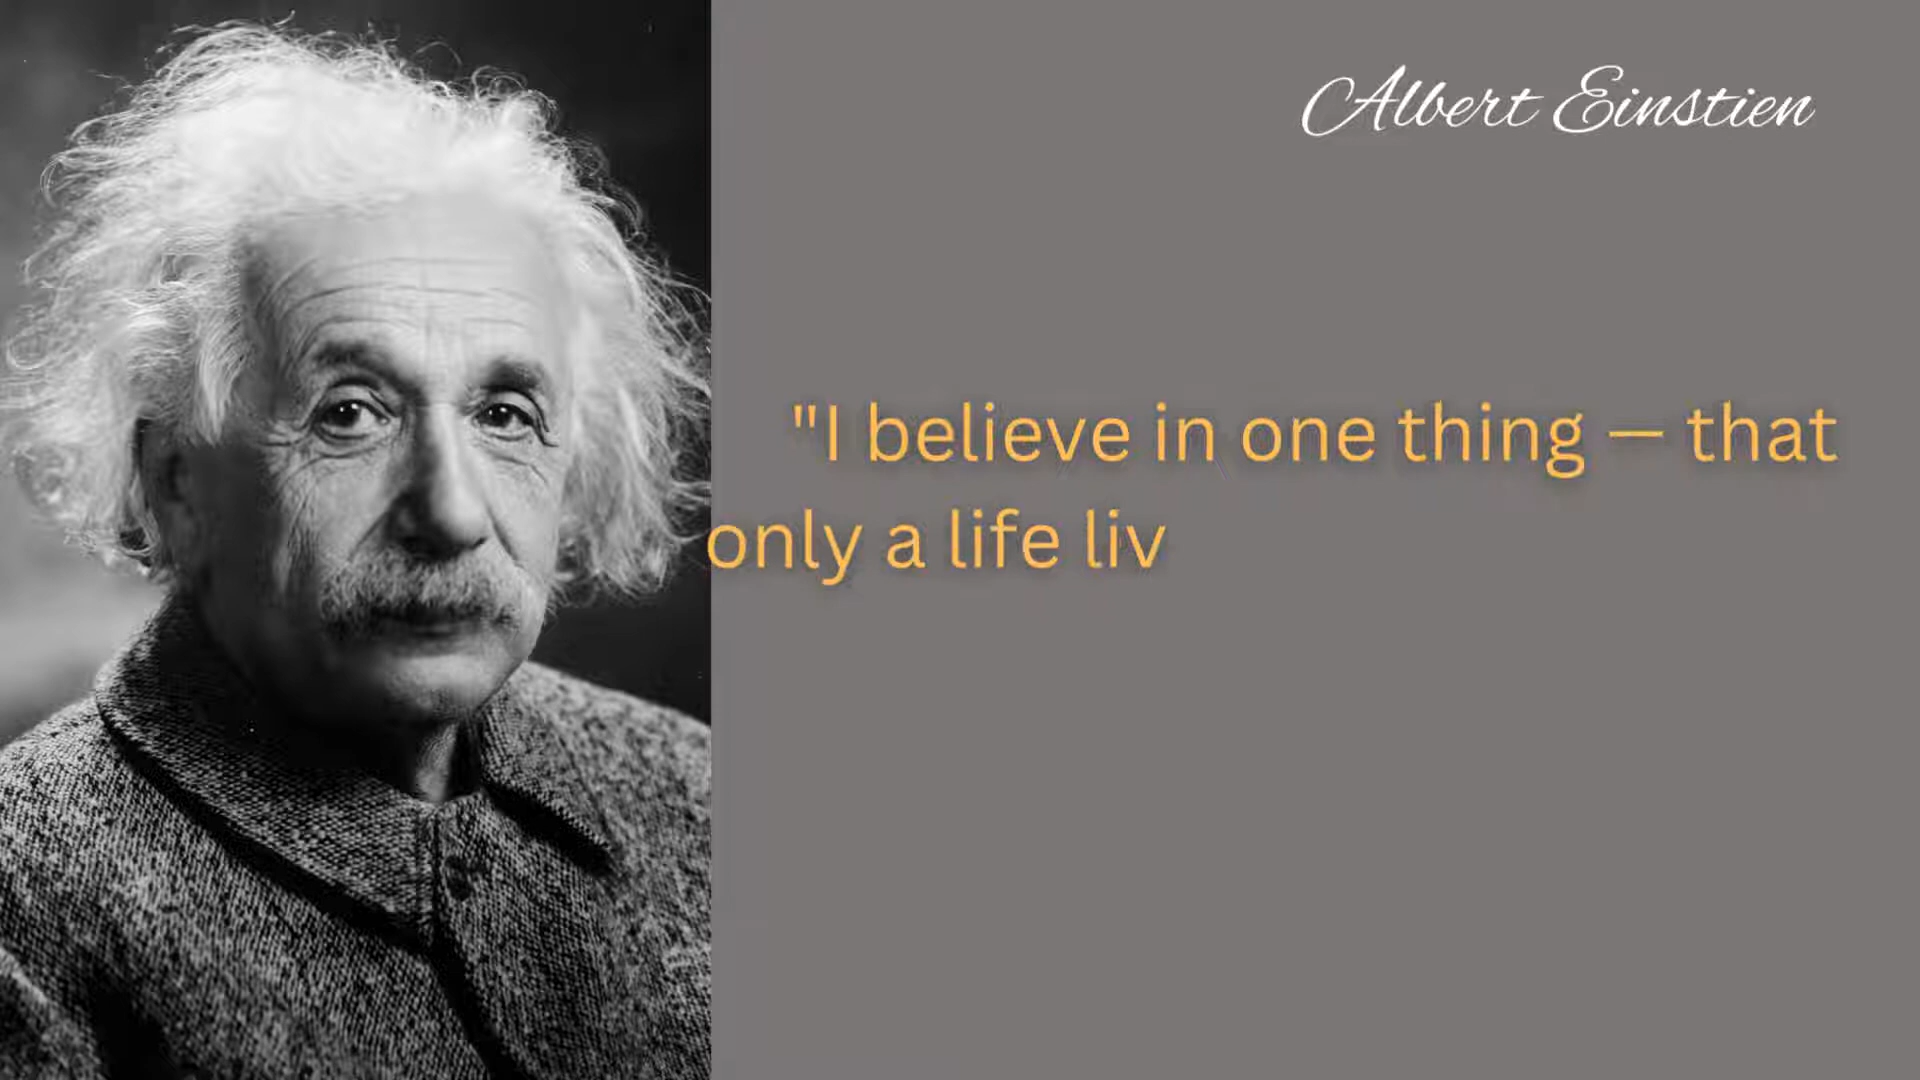 Albert Einstien
"I believe in one thing — that
only a life liv